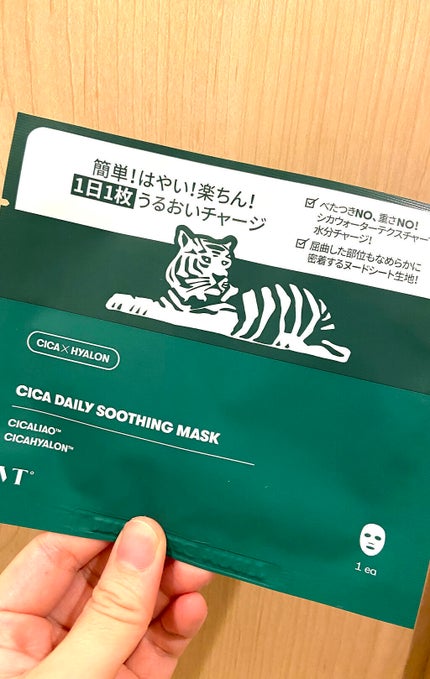 簡単!はやい!楽ちん!
1日1枚うるおいチャージ
べたつきNO、重さNO!
シカウォーターテクスチャー
水分チャージ!
屈曲した部位もなめらかに
密着するヌードシート生地!
CICA × HYALON
CICA DAILY SOOTHING MASK
CICALIAO™
CICAHYALON™
VT°
1 ea